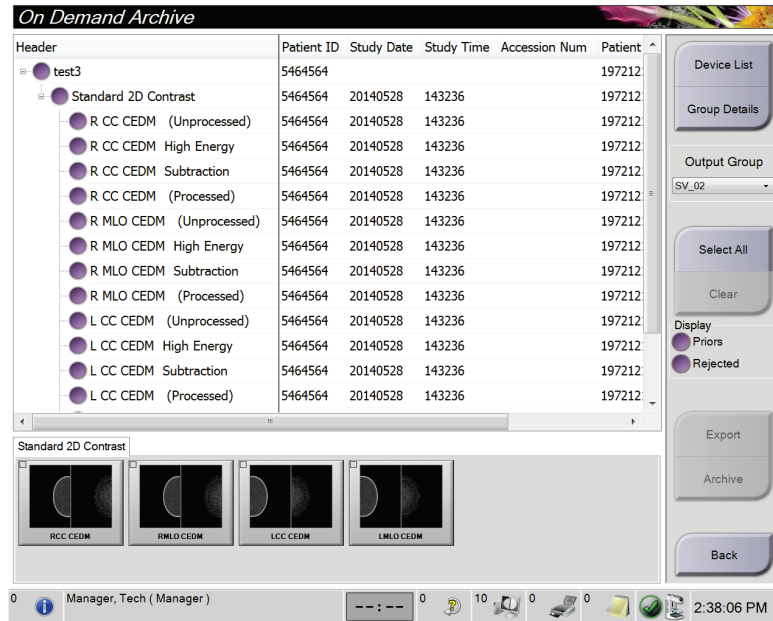 On Demand Archive
Header Patient ID Study Date Study Time Accession Num Patient
test3 5464564 197212
Standard 2D Contrast 5464564 20140528 143236 197212
R CC CEDM (Unprocessed) 5464564 20140528 143236 197212
R CC CEDM High Energy 5464564 20140528 143236 197212
R CC CEDM Subtraction 5464564 20140528 143236 197212
R CC CEDM (Processed) 5464564 20140528 143236 197212
R MLO CEDM (Unprocessed) 5464564 20140528 143236 197212
R MLO CEDM High Energy 5464564 20140528 143236 197212
R MLO CEDM Subtraction 5464564 20140528 143236 197212
R MLO CEDM (Processed) 5464564 20140528 143236 197212
L CC CEDM (Unprocessed) 5464564 20140528 143236 197212
L CC CEDM High Energy 5464564 20140528 143236 197212
L CC CEDM Subtraction 5464564 20140528 143236 197212
L CC CEDM (Processed) 5464564 20140528 143236 197212
Device List
Group Details
Output Group
SV_02
Select All
Clear
Display
Priors
Rejected
Export
Archive
Back
Standard 2D Contrast
RCC CEDM RMLO CEDM LCC CEDM LMLO CEDM
0 Manager, Tech ( Manager ) --:-- 0 10 0 0 2:38:06 PM